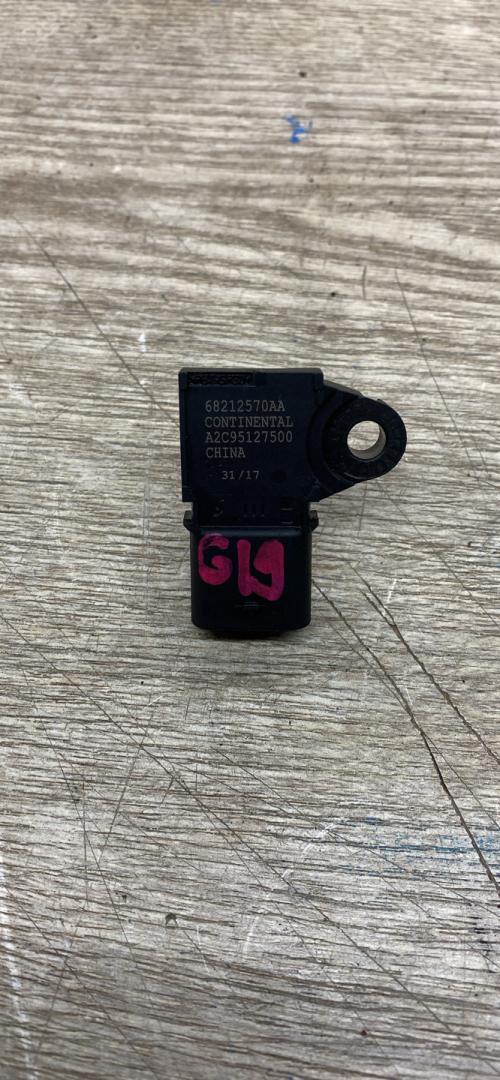 68212570AA
CONTINENTAL
A2C95127500
CHINA
31/17
G19